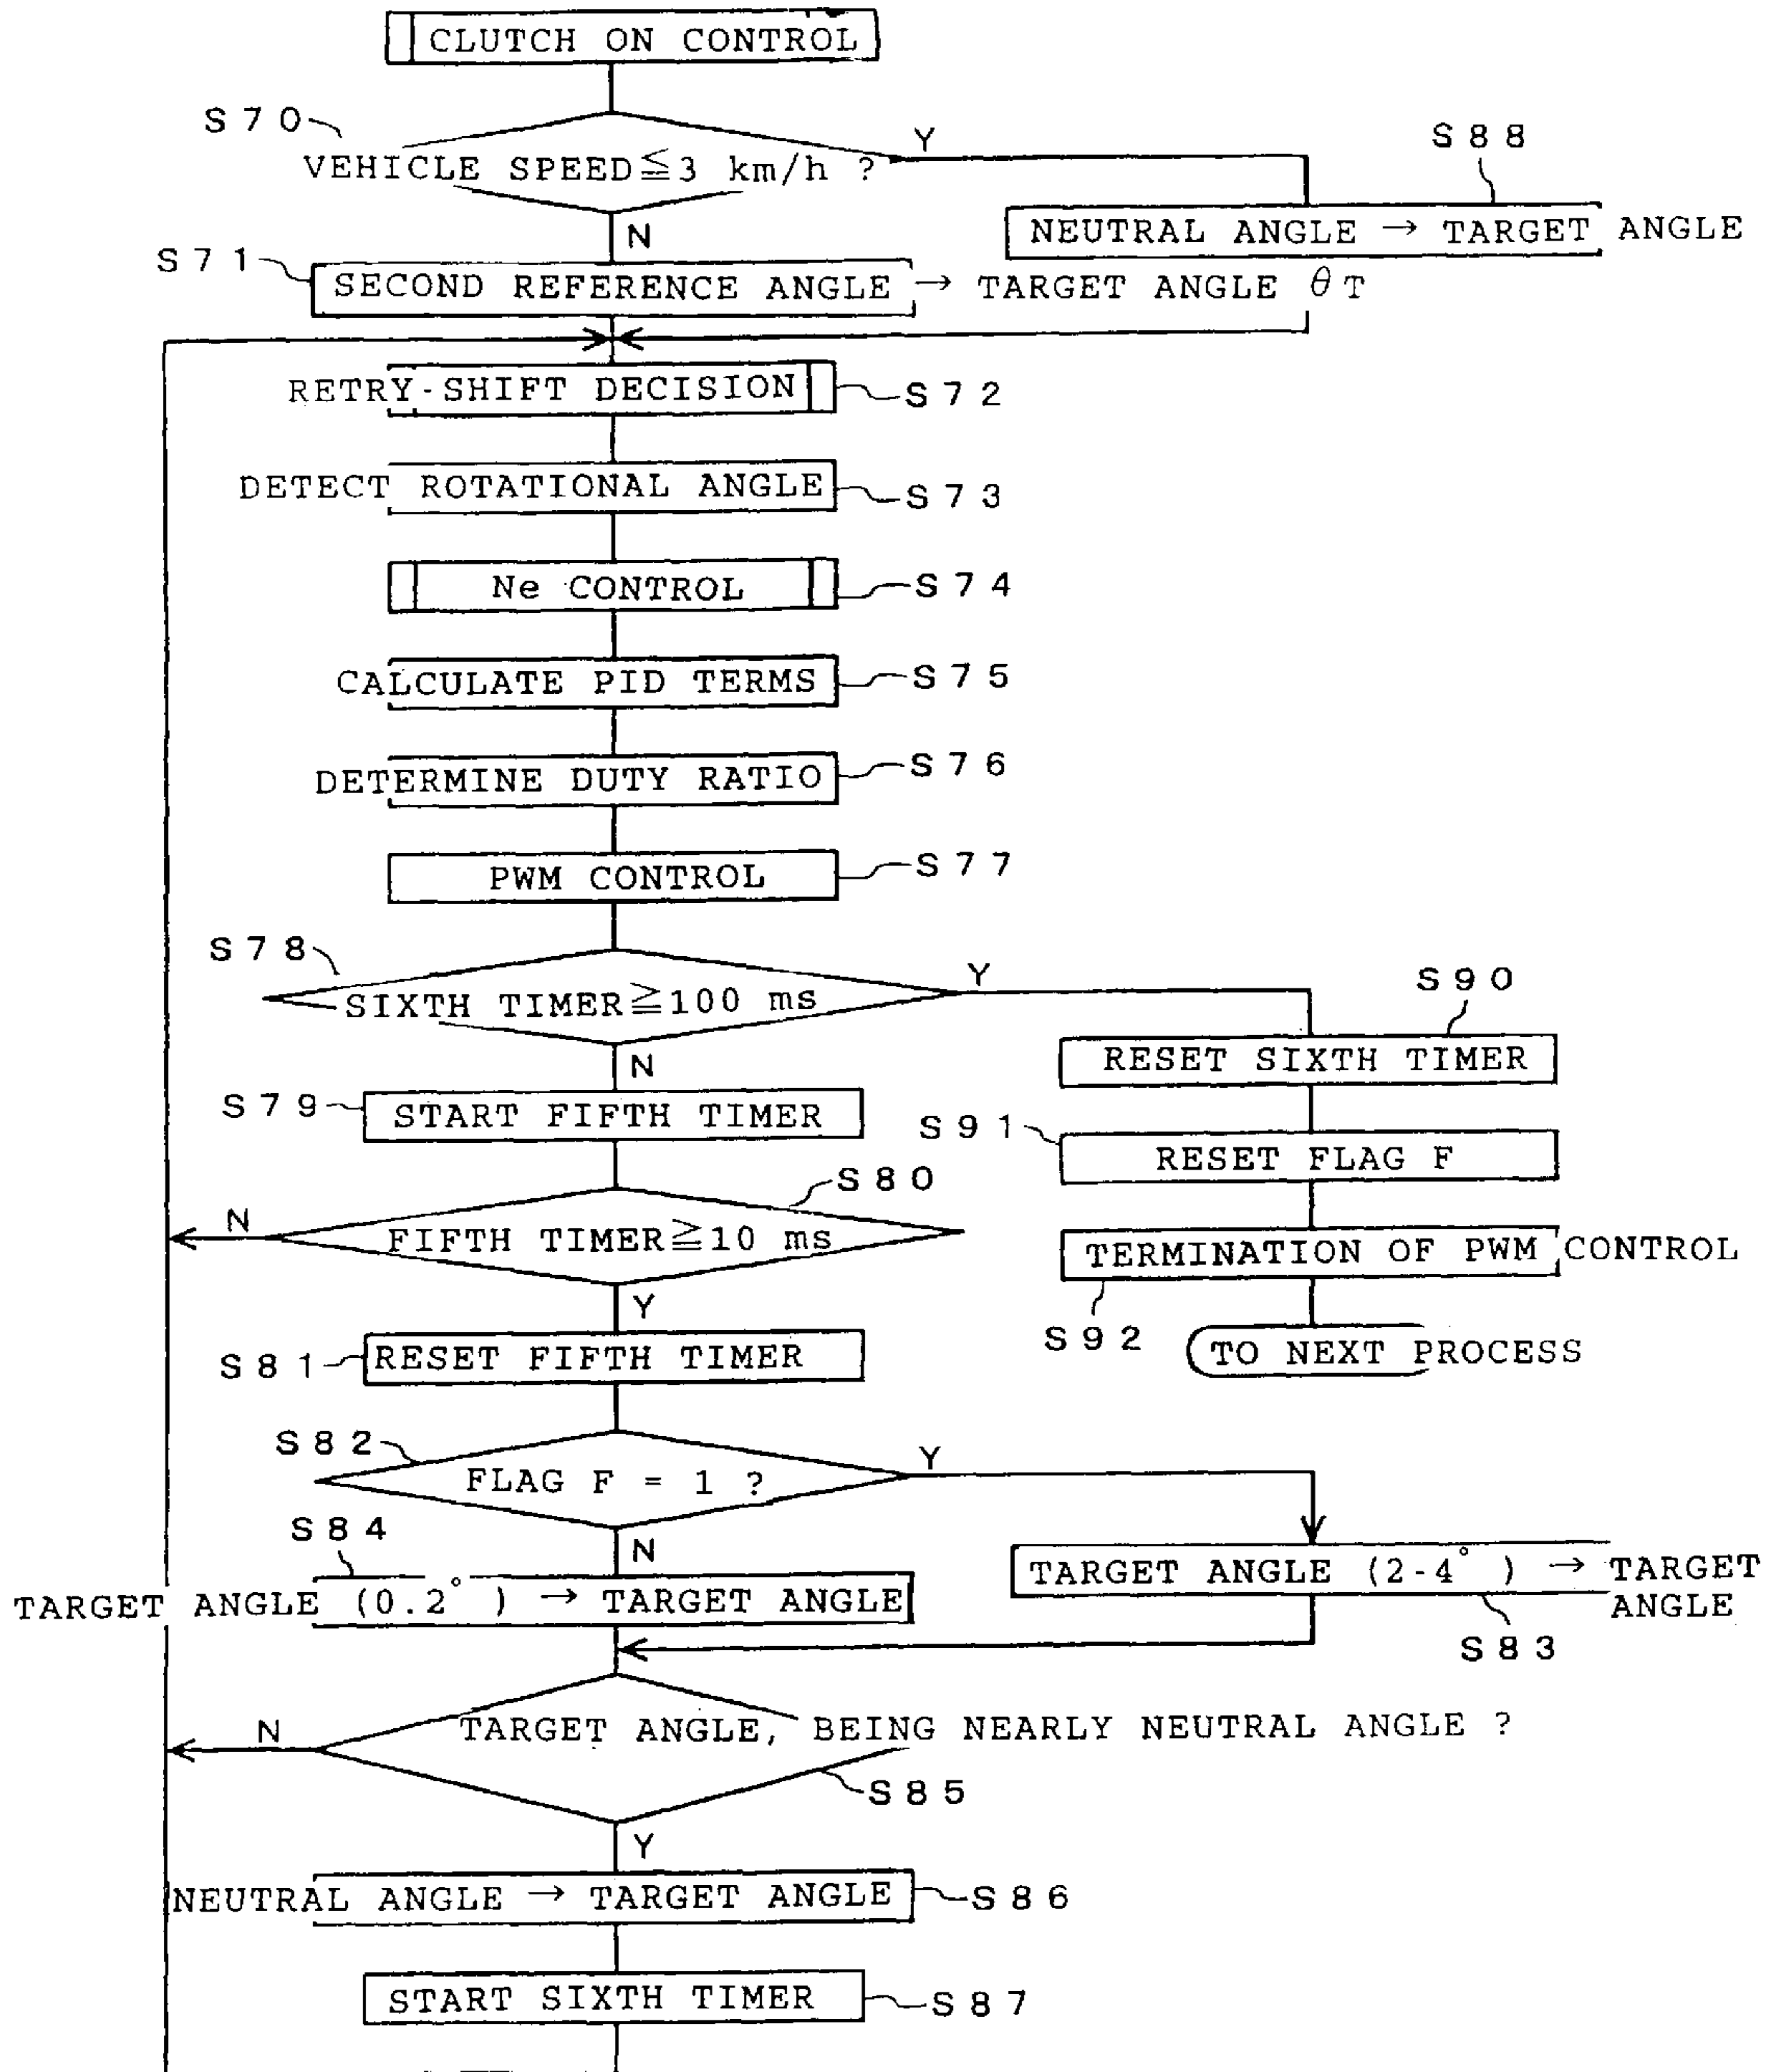 CLUTCH ON CONTROL
S70
VEHICLE SPEED≦3 km/h ?
Y
S88
NEUTRAL ANGLE → TARGET ANGLE
N
S71
SECOND REFERENCE ANGLE → TARGET ANGLE θT
RETRY-SHIFT DECISION
S72
DETECT ROTATIONAL ANGLE
S73
Ne CONTROL
S74
CALCULATE PID TERMS
S75
DETERMINE DUTY RATIO
S76
PWM CONTROL
S77
S78
SIXTH TIMER≧100 ms
Y
S90
RESET SIXTH TIMER
N
S79
START FIFTH TIMER
S91
RESET FLAG F
S80
N
FIFTH TIMER≧10 ms
TERMINATION OF PWM CONTROL
S92
Y
TO NEXT PROCESS
S81
RESET FIFTH TIMER
S82
FLAG F = 1 ?
Y
S84
N
TARGET ANGLE (0.2° ) → TARGET ANGLE
TARGET ANGLE (2-4° ) → TARGET
ANGLE
S83
N
TARGET ANGLE, BEING NEARLY NEUTRAL ANGLE ?
S85
Y
NEUTRAL ANGLE → TARGET ANGLE
S86
START SIXTH TIMER
S87